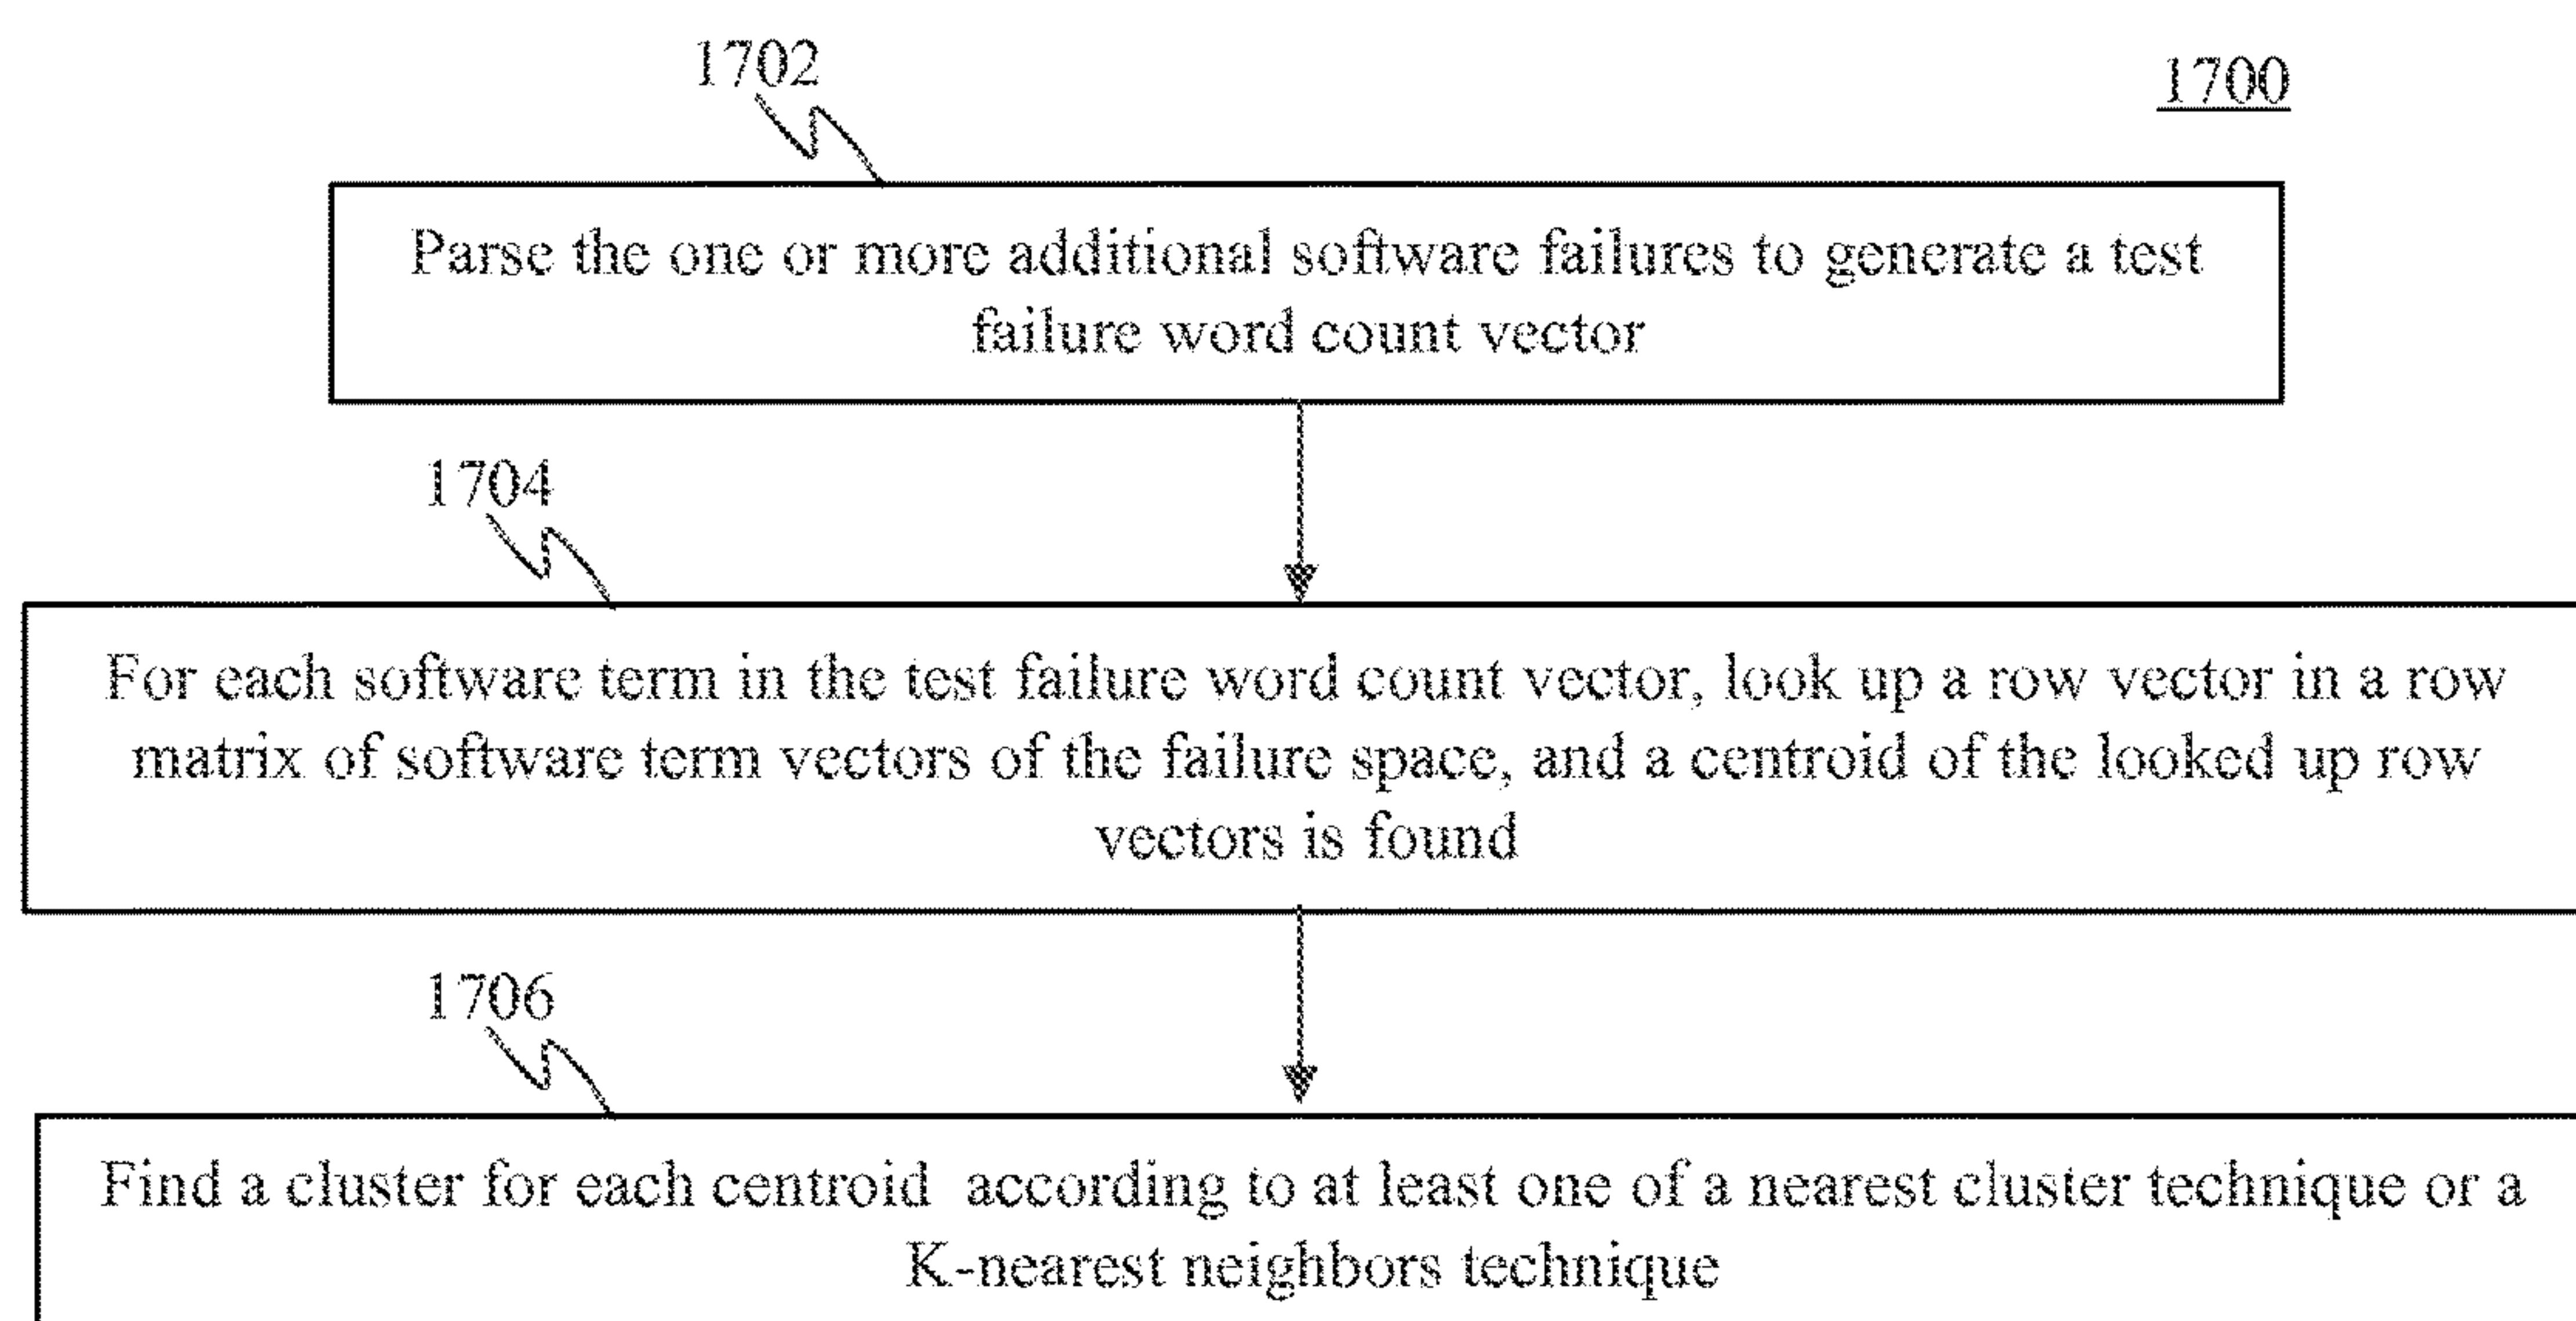 1702
1700
Parse the one or more additional software failures to generate a test
failure word count vector
1704
For each software term in the test failure word count vector, look up a row vector in a row
matrix of software term vectors of the failure space, and a centroid of the looked up row
vectors is found
1706
Find a cluster for each centroid according to at least one of a nearest cluster technique or a
K-nearest neighbors technique